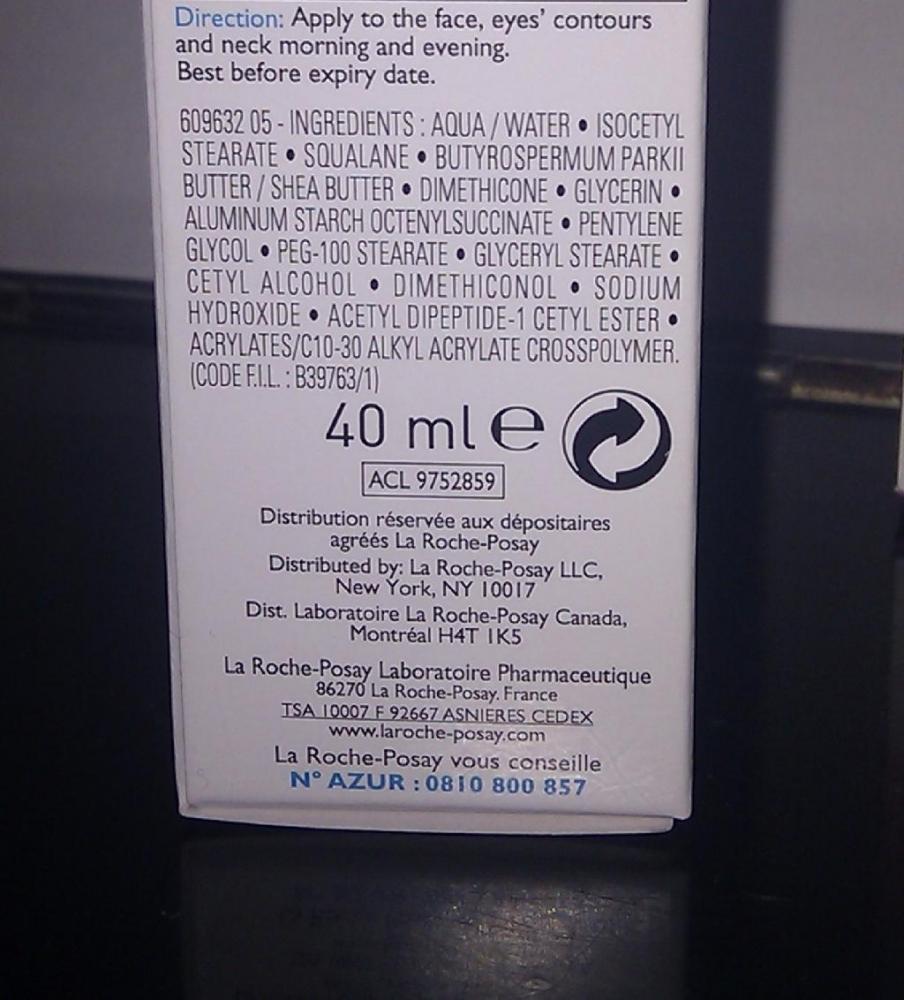 Direction: Apply to the face, eyes' contours
and neck morning and evening.
Best before expiry date.
609632 05 - INGREDIENTS : AQUA / WATER • ISOCETYL
STEARATE • SQUALANE • BUTYROSPERMUM PARKII
BUTTER / SHEA BUTTER • DIMETHICONE • GLYCERIN •
ALUMINUM STARCH OCTENYLSUCCINATE • PENTYLENE
GLYCOL • PEG-100 STEARATE • GLYCERYL STEARATE •
CETYL ALCOHOL • DIMETHICONOL • SODIUM
HYDROXIDE • ACETYL DIPEPTIDE-1 CETYL ESTER •
ACRYLATES/C10-30 ALKYL ACRYLATE CROSSPOLYMER.
(CODE F.I.L. : B39763/1)
40 ml e
ACL 9752859
Distribution réservée aux dépositaires
agréés La Roche-Posay
Distributed by: La Roche-Posay LLC,
New York, NY 10017
Dist. Laboratoire La Roche-Posay Canada,
Montréal H4T 1K5
La Roche-Posay Laboratoire Pharmaceutique
86270 La Roche-Posay. France
TSA 10007 F 92667 ASNIERES CEDEX
www.laroche-posay.com
La Roche-Posay vous conseille
N° AZUR : 0810 800 857